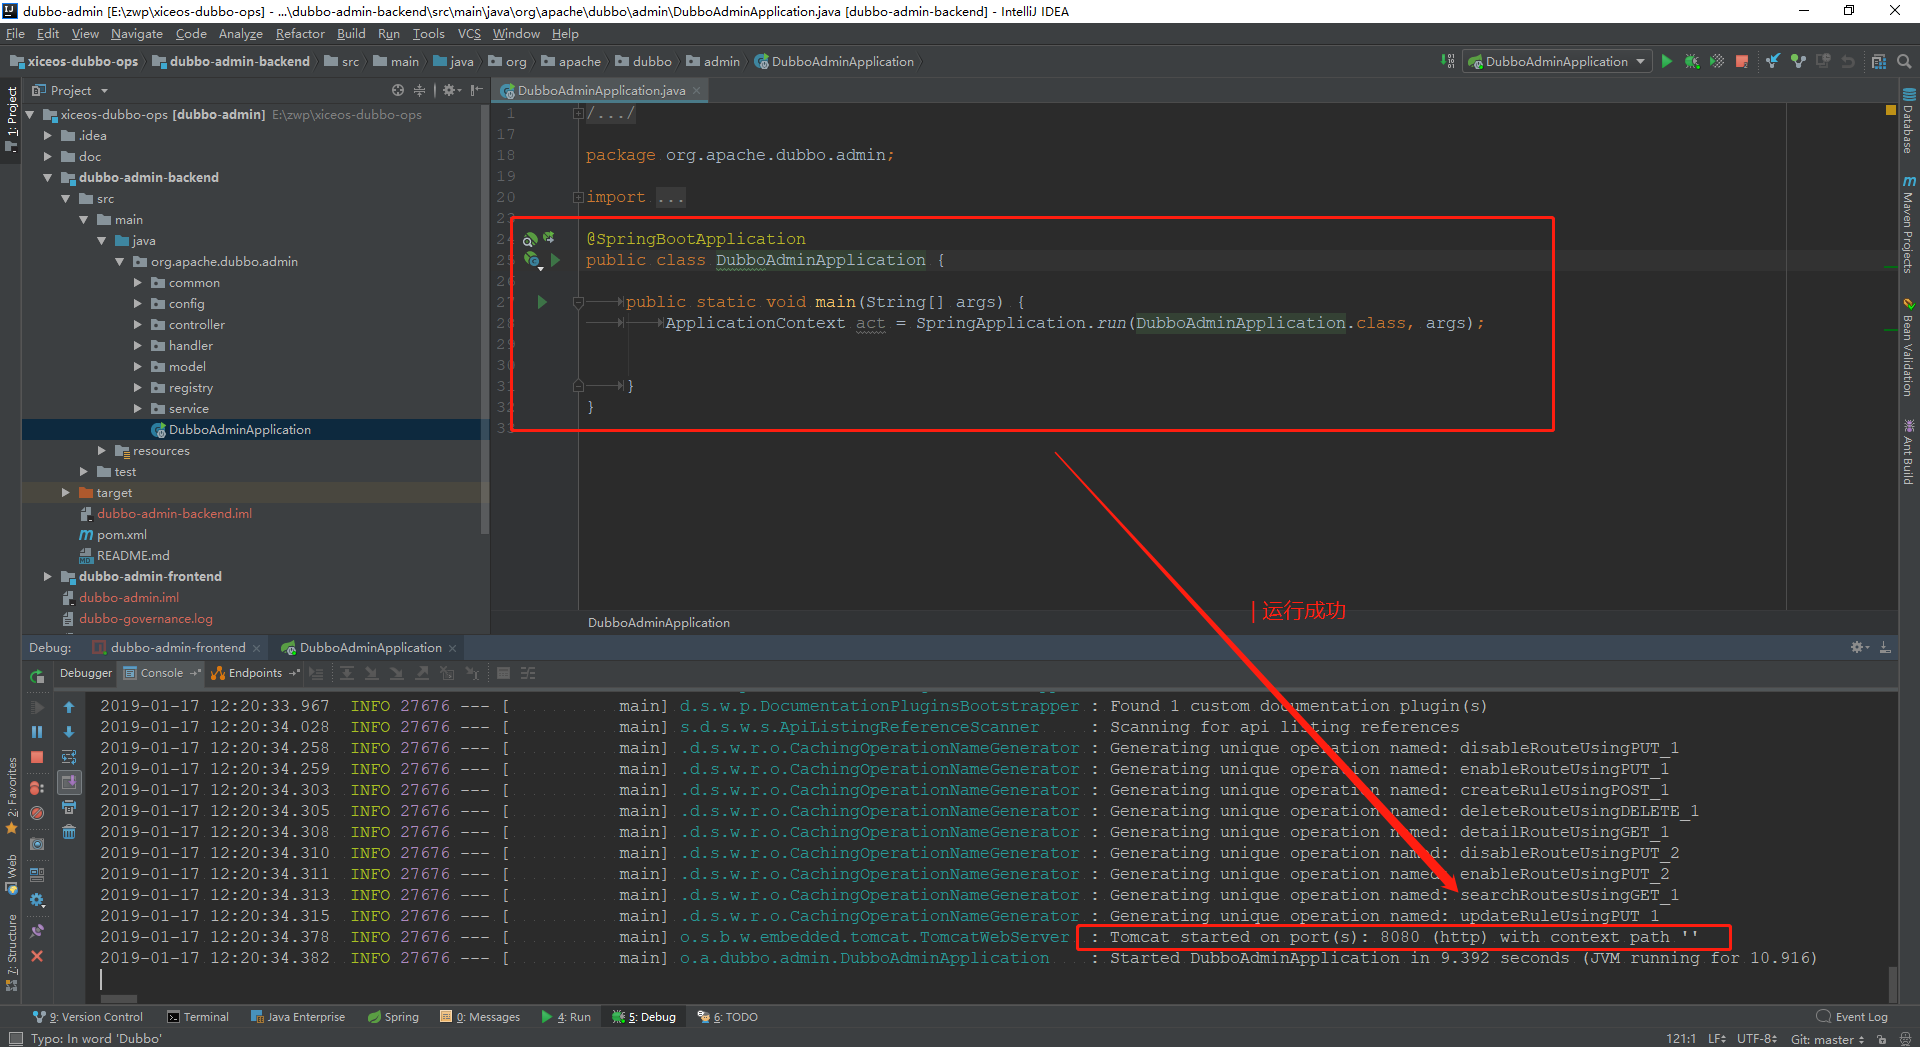 dubbo-admin [E:\zwp\xiceos-dubbo-ops] - ...\dubbo-admin-backend\src\main\java\org\apache\dubbo\admin\DubboAdminApplication.java [dubbo-admin-backend] - IntelliJ IDEA
File Edit View Navigate Code Analyze Refactor Build Run Tools VCS Window Help
xiceos-dubbo-ops dubbo-admin-backend src main java org apache dubbo admin DubboAdminApplication
DubboAdminApplication
Project
DubboAdminApplication.java
1: Project
2: Favorites
Web
7: Structure
Database
Maven Projects
Bean Validation
Ant Build
xiceos-dubbo-ops [dubbo-admin] E:\zwp\xiceos-dubbo-ops
.idea
doc
dubbo-admin-backend
src
main
java
org.apache.dubbo.admin
common
config
controller
handler
model
registry
service
DubboAdminApplication
resources
test
target
dubbo-admin-backend.iml
pom.xml
README.md
dubbo-admin-frontend
dubbo-admin.iml
dubbo-governance.log
1 /.../
17
18 package org.apache.dubbo.admin;
19
20 import ...
23
24 @SpringBootApplication
25 public class DubboAdminApplication {
26
27 public static void main(String[] args) {
28 ApplicationContext act = SpringApplication.run(DubboAdminApplication.class, args);
29
30
31 }
32 }
33
运行成功
DubboAdminApplication
Debug: dubbo-admin-frontend DubboAdminApplication
Debugger Console Endpoints
2019-01-17 12:20:33.967 INFO 27676 --- [ main] d.s.w.p.DocumentationPluginsBootstrapper : Found 1 custom documentation plugin(s)
2019-01-17 12:20:34.028 INFO 27676 --- [ main] s.d.s.w.s.ApiListingReferenceScanner : Scanning for api listing references
2019-01-17 12:20:34.258 INFO 27676 --- [ main] .d.s.w.r.o.CachingOperationNameGenerator : Generating unique operation named: disableRouteUsingPUT_1
2019-01-17 12:20:34.259 INFO 27676 --- [ main] .d.s.w.r.o.CachingOperationNameGenerator : Generating unique operation named: enableRouteUsingPUT_1
2019-01-17 12:20:34.303 INFO 27676 --- [ main] .d.s.w.r.o.CachingOperationNameGenerator : Generating unique operation named: createRuleUsingPOST_1
2019-01-17 12:20:34.305 INFO 27676 --- [ main] .d.s.w.r.o.CachingOperationNameGenerator : Generating unique operation named: deleteRouteUsingDELETE_1
2019-01-17 12:20:34.308 INFO 27676 --- [ main] .d.s.w.r.o.CachingOperationNameGenerator : Generating unique operation named: detailRouteUsingGET_1
2019-01-17 12:20:34.310 INFO 27676 --- [ main] .d.s.w.r.o.CachingOperationNameGenerator : Generating unique operation named: disableRouteUsingPUT_2
2019-01-17 12:20:34.311 INFO 27676 --- [ main] .d.s.w.r.o.CachingOperationNameGenerator : Generating unique operation named: enableRouteUsingPUT_2
2019-01-17 12:20:34.313 INFO 27676 --- [ main] .d.s.w.r.o.CachingOperationNameGenerator : Generating unique operation named: searchRoutesUsingGET_1
2019-01-17 12:20:34.315 INFO 27676 --- [ main] .d.s.w.r.o.CachingOperationNameGenerator : Generating unique operation named: updateRuleUsingPUT_1
2019-01-17 12:20:34.378 INFO 27676 --- [ main] o.s.b.w.embedded.tomcat.TomcatWebServer : Tomcat started on port(s): 8080 (http) with context path ''
2019-01-17 12:20:34.382 INFO 27676 --- [ main] o.a.dubbo.admin.DubboAdminApplication : Started DubboAdminApplication in 9.392 seconds (JVM running for 10.916)
9: Version Control Terminal Java Enterprise Spring 0: Messages 4: Run 5: Debug 6: TODO Event Log
Typo: In word 'Dubbo' 121:1 LF UTF-8 Git: master